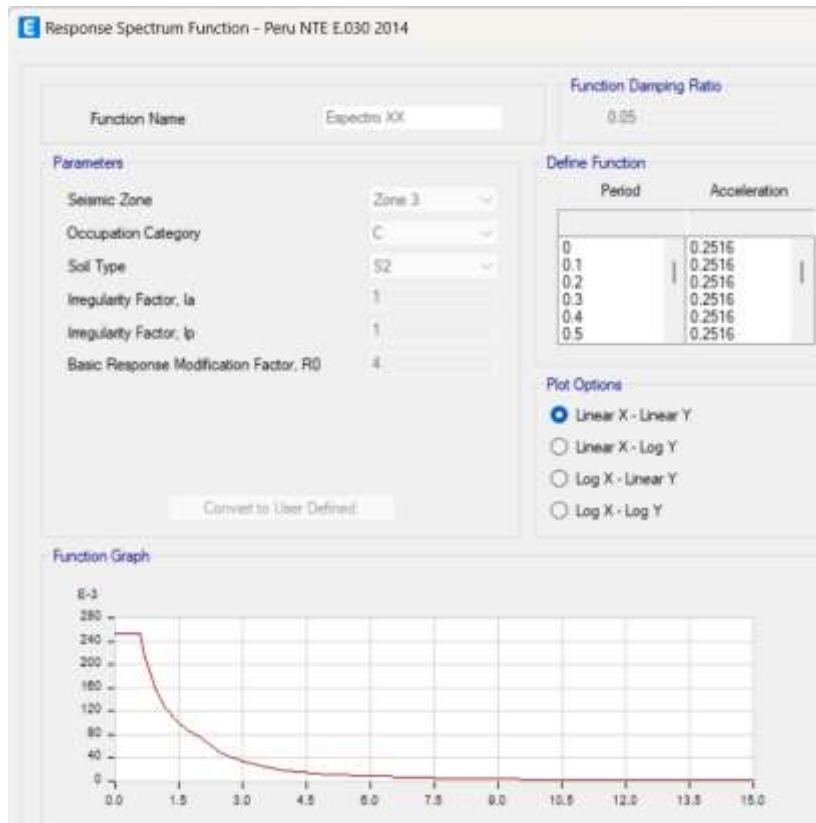 E Response Spectrum Function - Peru NTE E.030 2014
Function Damping Ratio
Function Name Espectro XX 0.05
Parameters
Seismic Zone Zone 3
Occupation Category C
Soil Type S2
Irregularity Factor, Ia 1
Irregularity Factor, Ip 1
Basic Response Modification Factor, R0 4
Convert to User Defined
Define Function
Period Acceleration
0 0.2516
0.1 0.2516
0.2 0.2516
0.3 0.2516
0.4 0.2516
0.5 0.2516
Plot Options
Linear X - Linear Y
Linear X - Log Y
Log X - Linear Y
Log X - Log Y
Function Graph
E-3
280
240
200
160
120
80
40
0
0.0 1.5 3.0 4.5 6.0 7.5 9.0 10.5 12.0 13.5 15.0